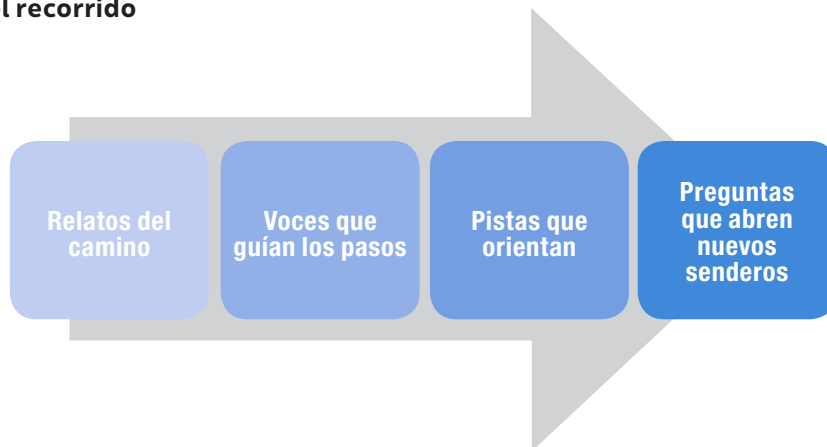 l recorrido
Relatos del
camino
Voces que
guían los pasos
Pistas que
orientan
Preguntas
que abren
nuevos
senderos